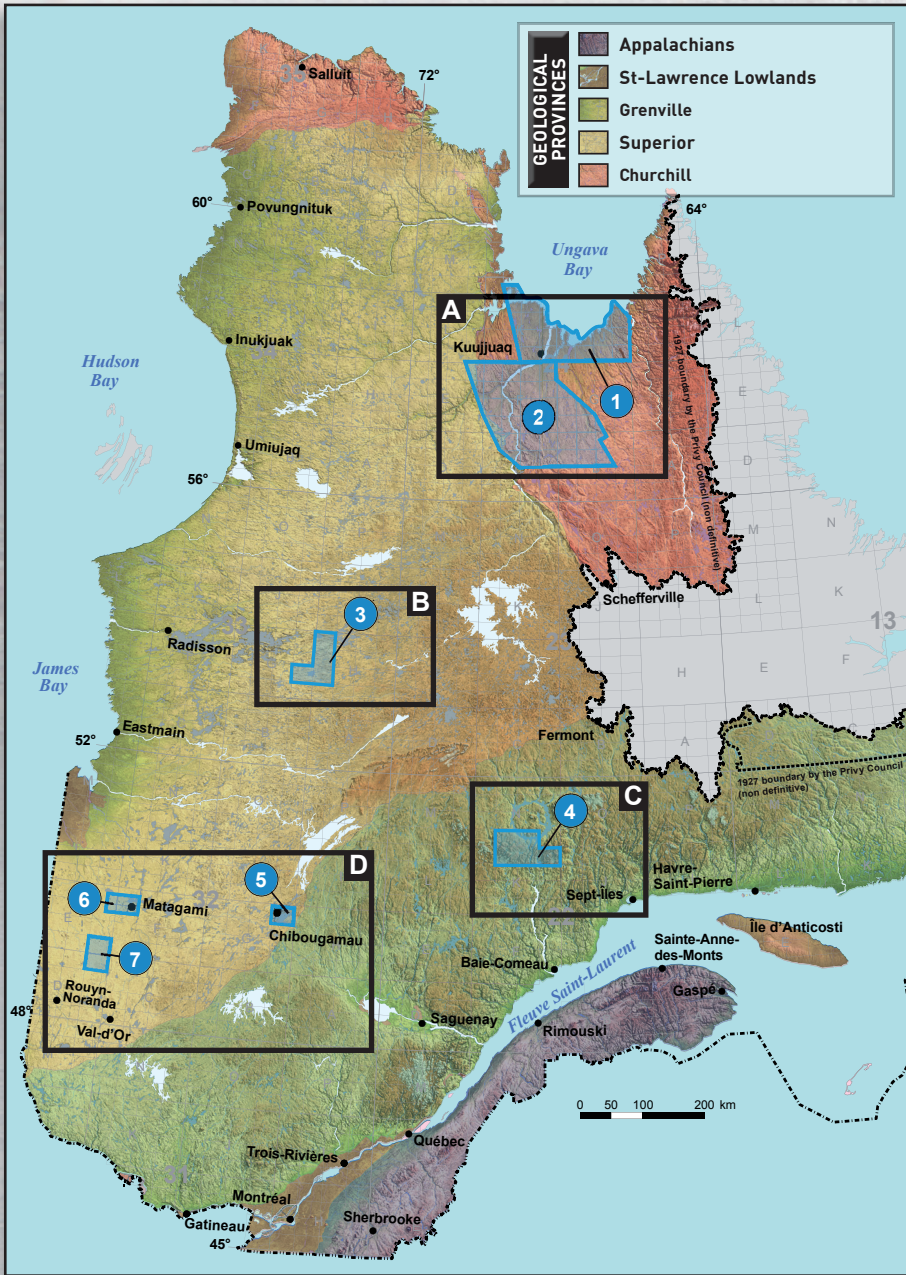 GEOLOGICAL
PROVINCES
Appalachians
St-Lawrence Lowlands
Grenville
Superior
Churchill
35
Salluit
72°
60°
Povungnituk
64°
Ungava
Bay
A
Kuujjuaq
1
2
Inukjuak
Hudson
Bay
Umiujaq
56°
1927 boundary by the Privy Council (non definitive)
L
E
D
M
N
Schefferville
J
I
L
K
13
H
E
F
A
B
3
Radisson
James
Bay
Eastmain
52°
Fermont
1927 boundary by the Privy Council
(non definitive)
C
4
Havre-
Saint-Pierre
Sept-Îles
Île d'Anticosti
D
5
32
6
Matagami
Chibougamau
7
Rouyn-
Noranda
48°
Val-d'Or
Baie-Comeau
Sainte-Anne-
des-Monts
Gaspé
Fleuve Saint-Laurent
Saguenay
Rimouski
0 50 100 200 km
Québec
Trois-Rivières
31
Montréal
Gatineau
Sherbrooke
45°